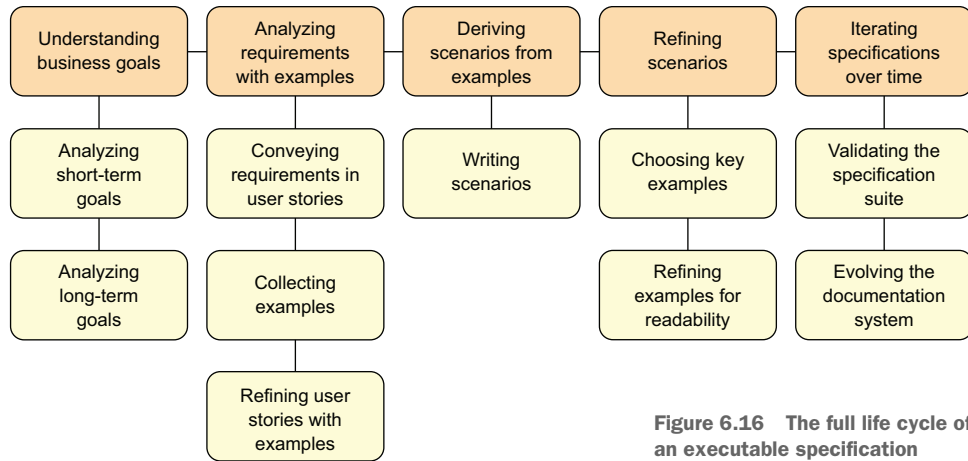 Understanding
business goals
Analyzing
requirements
with examples
Deriving
scenarios from
examples
Refining
scenarios
Iterating
specifications
over time
Analyzing
short-term
goals
Conveying
requirements in
user stories
Writing
scenarios
Choosing key
examples
Validating the
specification
suite
Analyzing
long-term
goals
Collecting
examples
Refining
examples for
readability
Evolving the
documentation
system
Refining user
stories with
examples
Figure 6.16 The full life cycle of
an executable specification